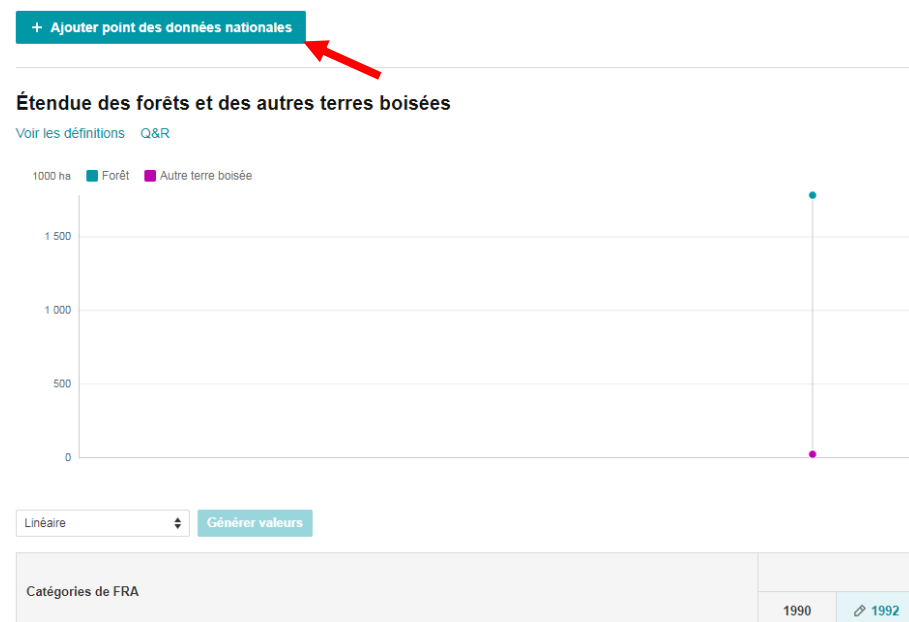 + Ajouter point des données nationales
Étendue des forêts et des autres terres boisées
Voir les définitions Q&R
1000 ha Forêt Autre terre boisée
1 500
1 000
500
0
Linéaire Générer valeurs
Catégories de FRA
1990 1992